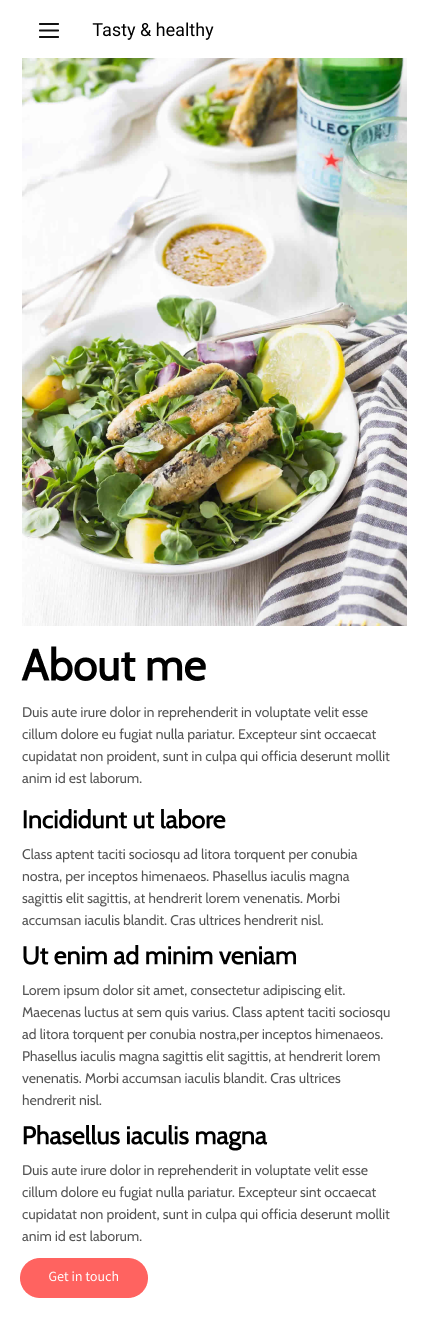 Tasty & healthy
PELLEGR
About me
Duis aute irure dolor in reprehenderit in voluptate velit esse
cillum dolore eu fugiat nulla pariatur. Excepteur sint occaecat
cupidatat non proident, sunt in culpa qui officia deserunt mollit
anim id est laborum.
Incididunt ut labore
Class aptent taciti sociosqu ad litora torquent per conubia
nostra, per inceptos himenaeos. Phasellus iaculis magna
sagittis elit sagittis, at hendrerit lorem venenatis. Morbi
accumsan iaculis blandit. Cras ultrices hendrerit nisl.
Ut enim ad minim veniam
Lorem ipsum dolor sit amet, consectetur adipiscing elit.
Maecenas luctus at sem quis varius. Class aptent taciti sociosqu
ad litora torquent per conubia nostra,per inceptos himenaeos.
Phasellus iaculis magna sagittis elit sagittis, at hendrerit lorem
venenatis. Morbi accumsan iaculis blandit. Cras ultrices
hendrerit nisl.
Phasellus iaculis magna
Duis aute irure dolor in reprehenderit in voluptate velit esse
cillum dolore eu fugiat nulla pariatur. Excepteur sint occaecat
cupidatat non proident, sunt in culpa qui officia deserunt mollit
anim id est laborum.
Get in touch